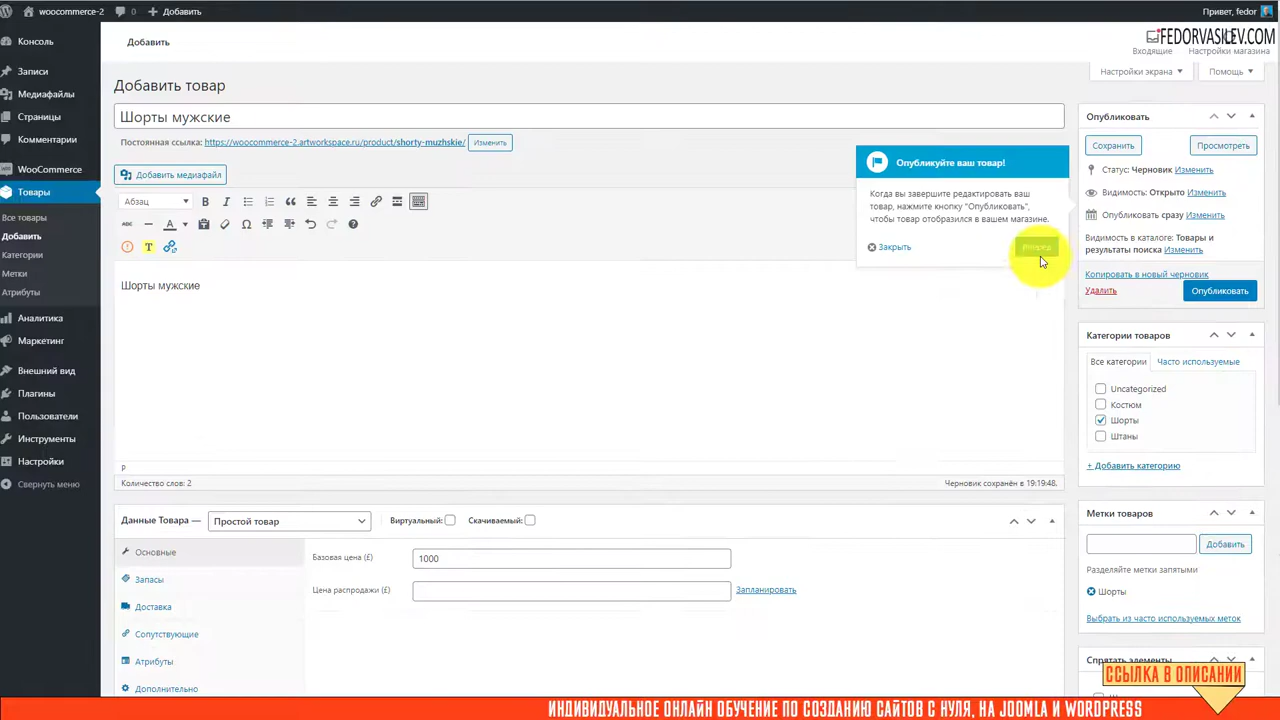 woocommerce-2
0
Добавить
Привет, fedor
Консоль
Записи
Медиафайлы
Страницы
Комментарии
WooCommerce
Товары
Все товары
Добавить
Категории
Метки
Атрибуты
Аналитика
Маркетинг
Внешний вид
Плагины
Пользователи
Инструменты
Настройки
Свернуть меню
Добавить
FEDORVASILEV.COM
Входящие
Настройки магазина
Настройки экрана
Помощь
Добавить товар
Шорты мужские
Постоянная ссылка: https://woocommerce-2.artworkspace.ru/product/shorty-muzhskie/
Изменить
Добавить медиафайл
Абзац
Шорты мужские
P
Количество слов: 2
Черновик сохранён в 19:19:48.
Опубликуйте ваш товар!
Когда вы завершите редактировать ваш
товар, нажмите кнопку "Опубликовать",
чтобы товар отобразился в вашем магазине.
Закрыть
Данные Товара —
Простой товар
Виртуальный:
Скачиваемый:
Основные
Запасы
Доставка
Сопутствующие
Атрибуты
Дополнительно
Базовая цена (£)
1000
Цена распродажи (£)
Запланировать
Опубликовать
Сохранить
Просмотреть
Статус: Черновик Изменить
Видимость: Открыто Изменить
Опубликовать сразу Изменить
Видимость в каталоге: Товары и
результаты поиска Изменить
Копировать в новый черновик
Удалить
Опубликовать
Категории товаров
Все категории
Часто используемые
Uncategorized
Костюм
Шорты
Штаны
+ Добавить категорию
Метки товаров
Добавить
Разделяйте метки запятыми
Шорты
Выбрать из часто используемых меток
Спрятать элементы
ССЫЛКА В ОПИСАНИИ
ИНДИВИДУАЛЬНОЕ ОНЛАЙН ОБУЧЕНИЕ ПО СОЗДАНИЮ САЙТОВ С НУЛЯ, НА JOOMLA И WORDPRESS